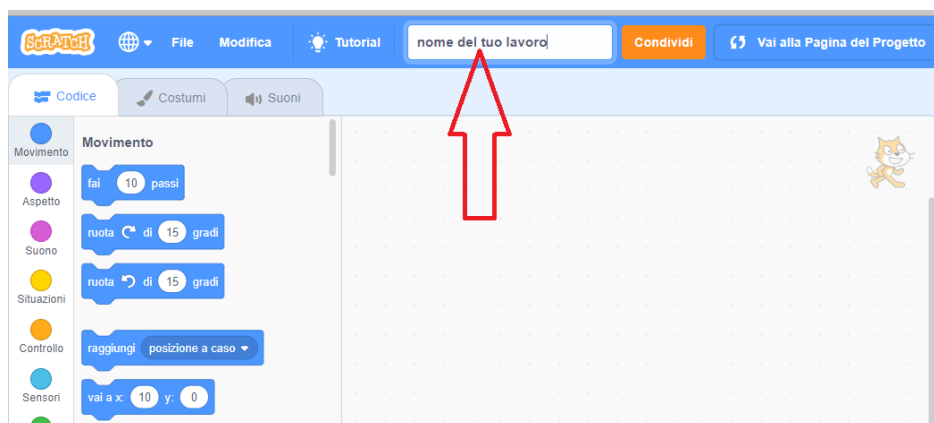 SCRATCH File Modifica Tutorial nome del tuo lavoro Condividi Vai alla Pagina del Progetto
Codice Costumi Suoni
Movimento
Aspetto
Suono
Situazioni
Controllo
Sensori
Movimento
fai 10 passi
ruota di 15 gradi
ruota di 15 gradi
raggiungi posizione a caso
vai a x: 10 y: 0